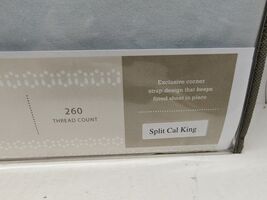 260
THREAD COUNT
Exclusive corner
strap design that keeps
fitted sheet in place
Split Cal King